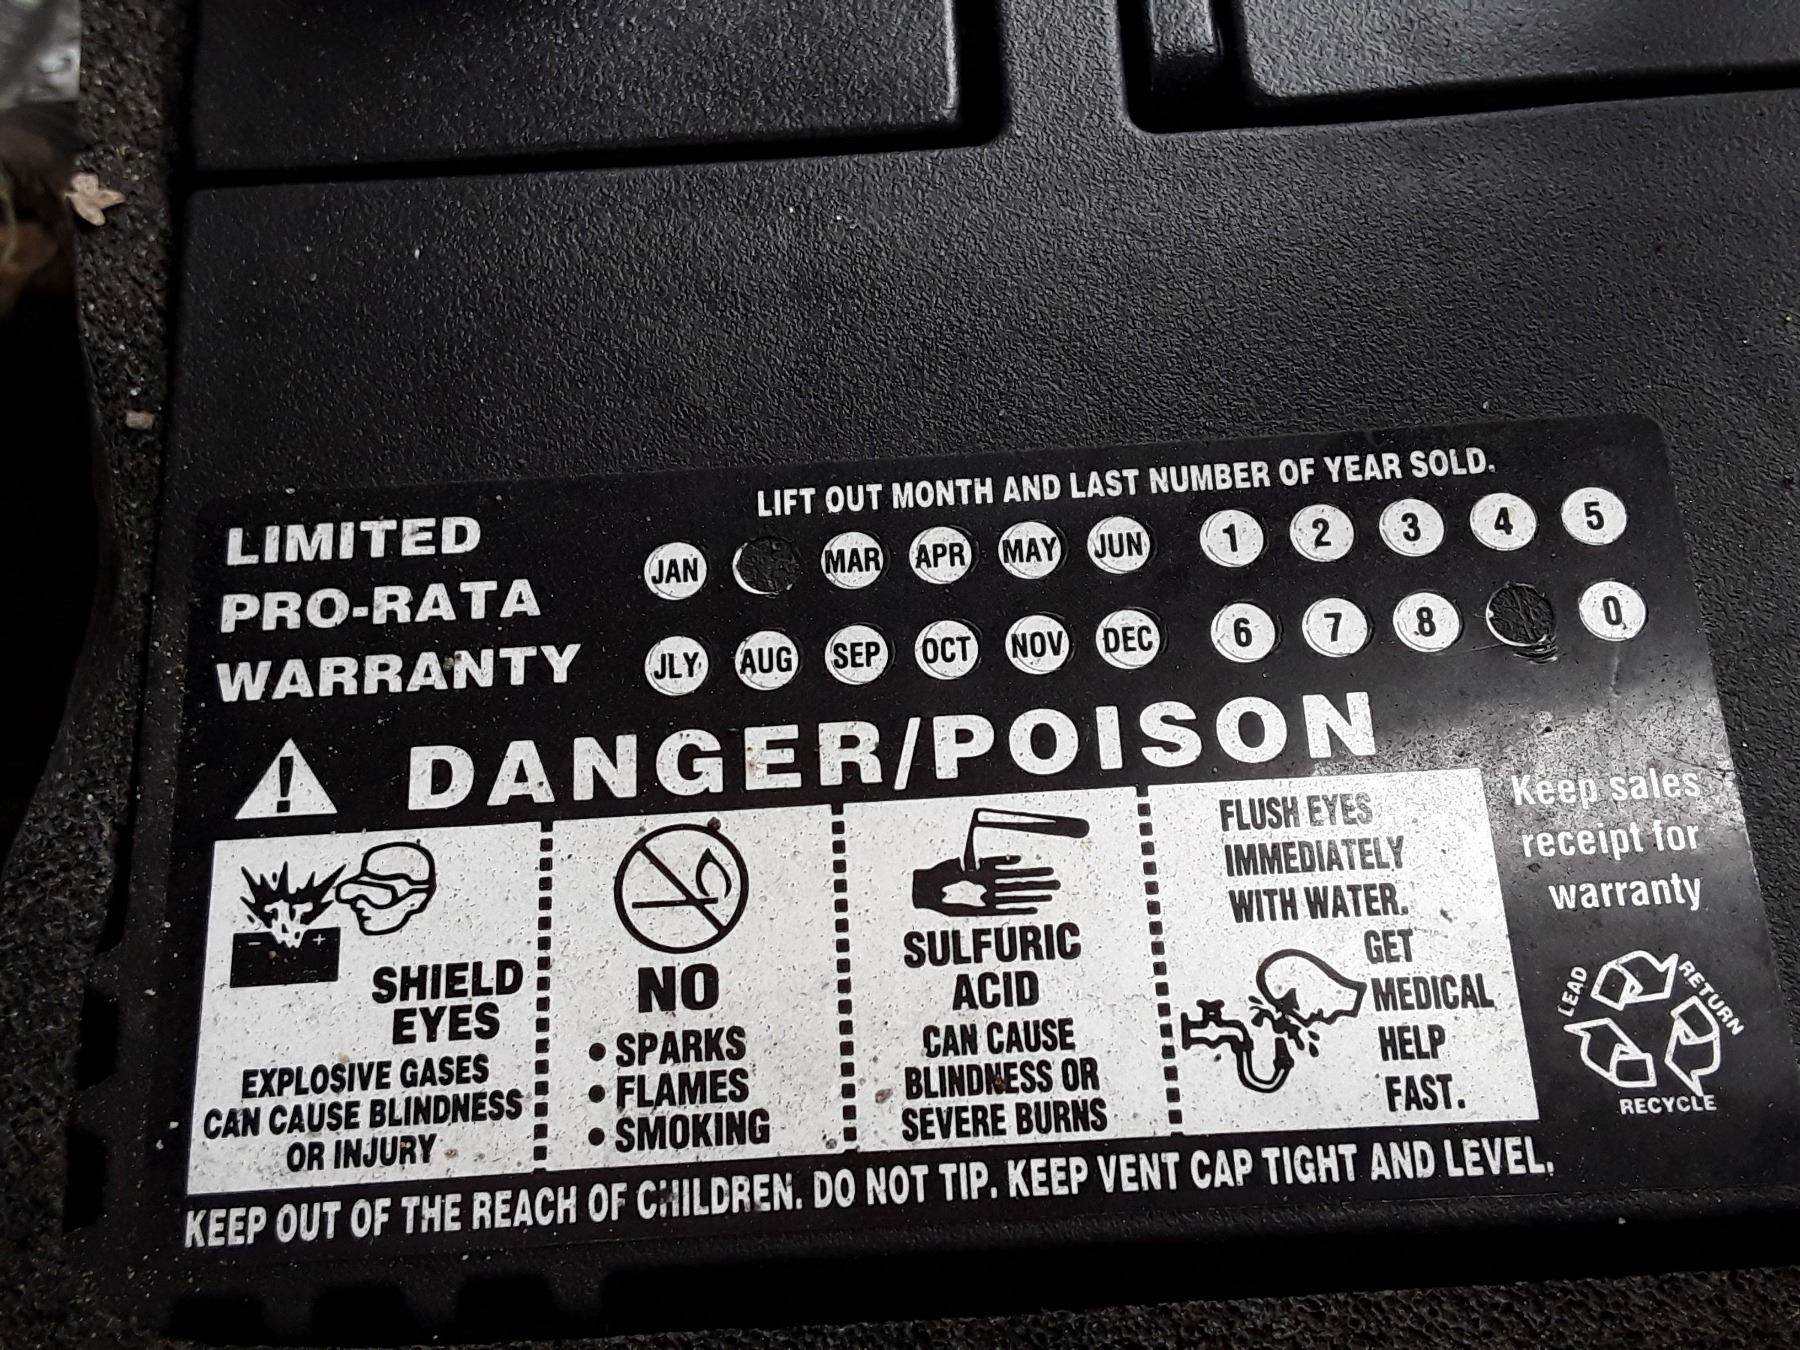 LIFT OUT MONTH AND LAST NUMBER OF YEAR SOLD.
LIMITED
PRO-RATA
WARRANTY
JAN MAR APR MAY JUN 1 2 3 4 5
JLY AUG SEP OCT NOV DEC 6 7 8 0
! DANGER/POISON
SHIELD
EYES
EXPLOSIVE GASES
CAN CAUSE BLINDNESS
OR INJURY
NO
• SPARKS
• FLAMES
• SMOKING
SULFURIC
ACID
CAN CAUSE
BLINDNESS OR
SEVERE BURNS
FLUSH EYES
IMMEDIATELY
WITH WATER.
GET
MEDICAL
HELP
FAST.
Keep sales
receipt for
warranty
LEAD
RETURN
RECYCLE
KEEP OUT OF THE REACH OF CHILDREN. DO NOT TIP. KEEP VENT CAP TIGHT AND LEVEL.